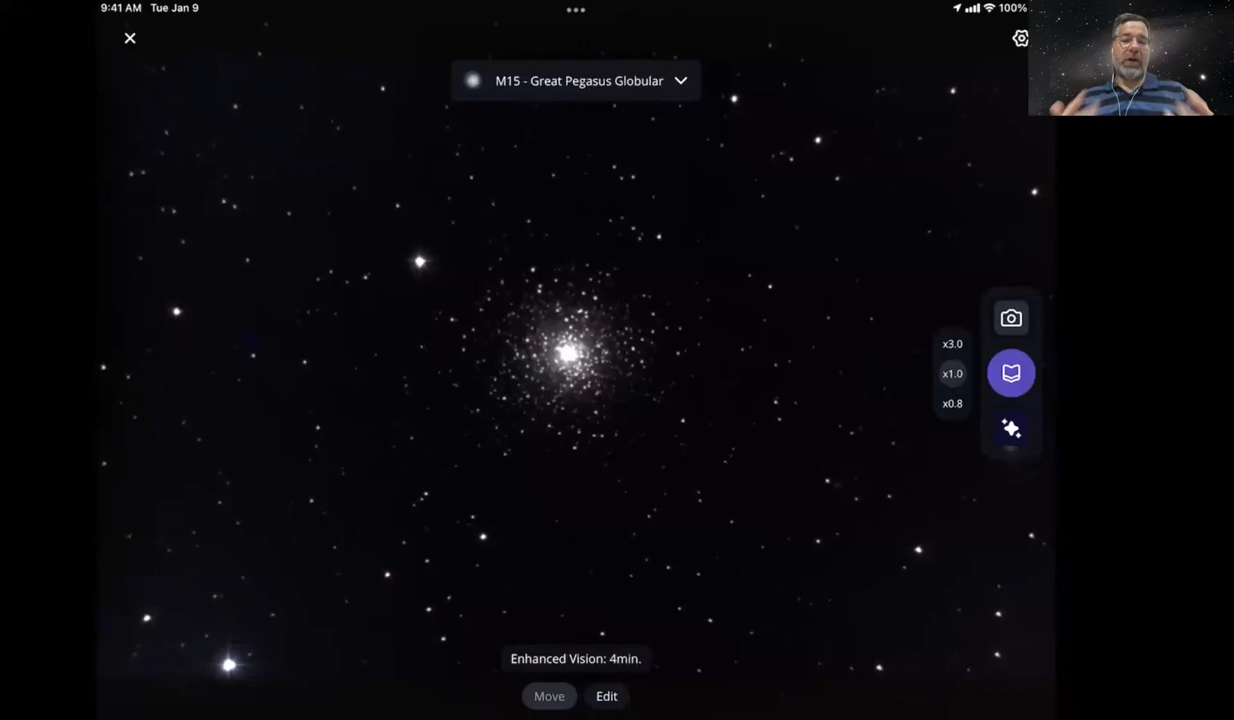 9:41 AM Tue Jan 9
100%
M15 - Great Pegasus Globular
x3.0
x1.0
x0.8
Enhanced Vision: 4min.
Move
Edit